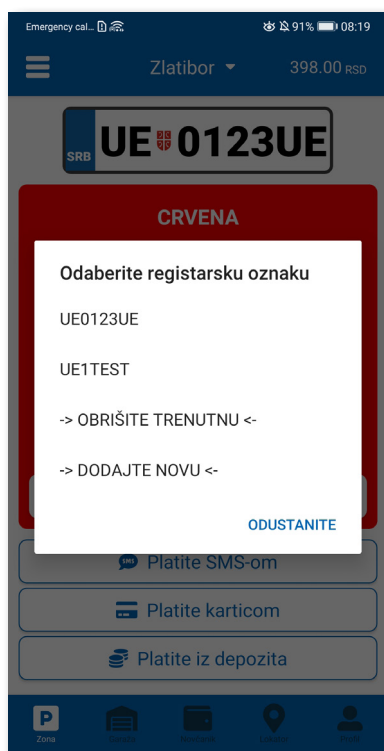 Emergency cal... 91% 08:19
Zlatibor 398.00 RSD
SRB UE 0123UE
CRVENA
Odaberite registarsku oznaku
UE0123UE
UE1TEST
-> OBRIŠITE TRENUTNU <-
-> DODAJTE NOVU <-
ODUSTANITE
SMS Platite SMS-om
Platite karticom
Platite iz depozita
P
Zona